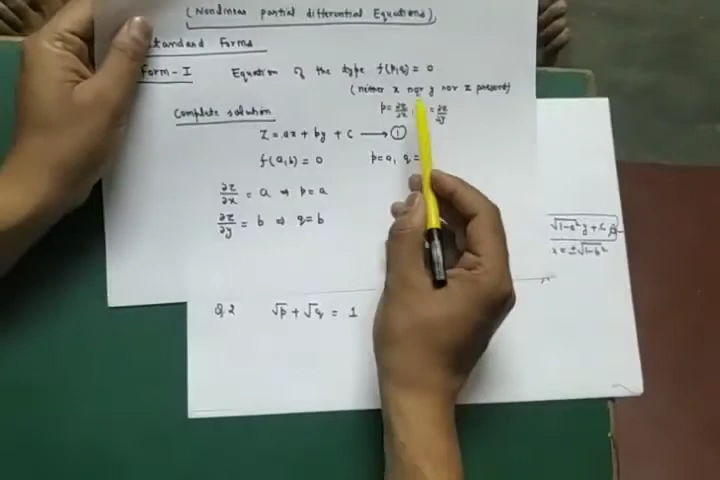 (Nonlinear partial differential Equations)
Standard Forms
Form-I Equation of the type f(p,q) = 0
(neither x nor y nor z present)
Complete solution
p = ∂z/∂x , = ∂z/∂y
z = ax + by + c → ①
f(a,b) = 0 p=a, q=
∂z/∂x = a ⇒ p=a
∂z/∂y = b ⇒ q=b
√1-a² y + c
= ±√1-b²
Q.2 √p + √q = 1